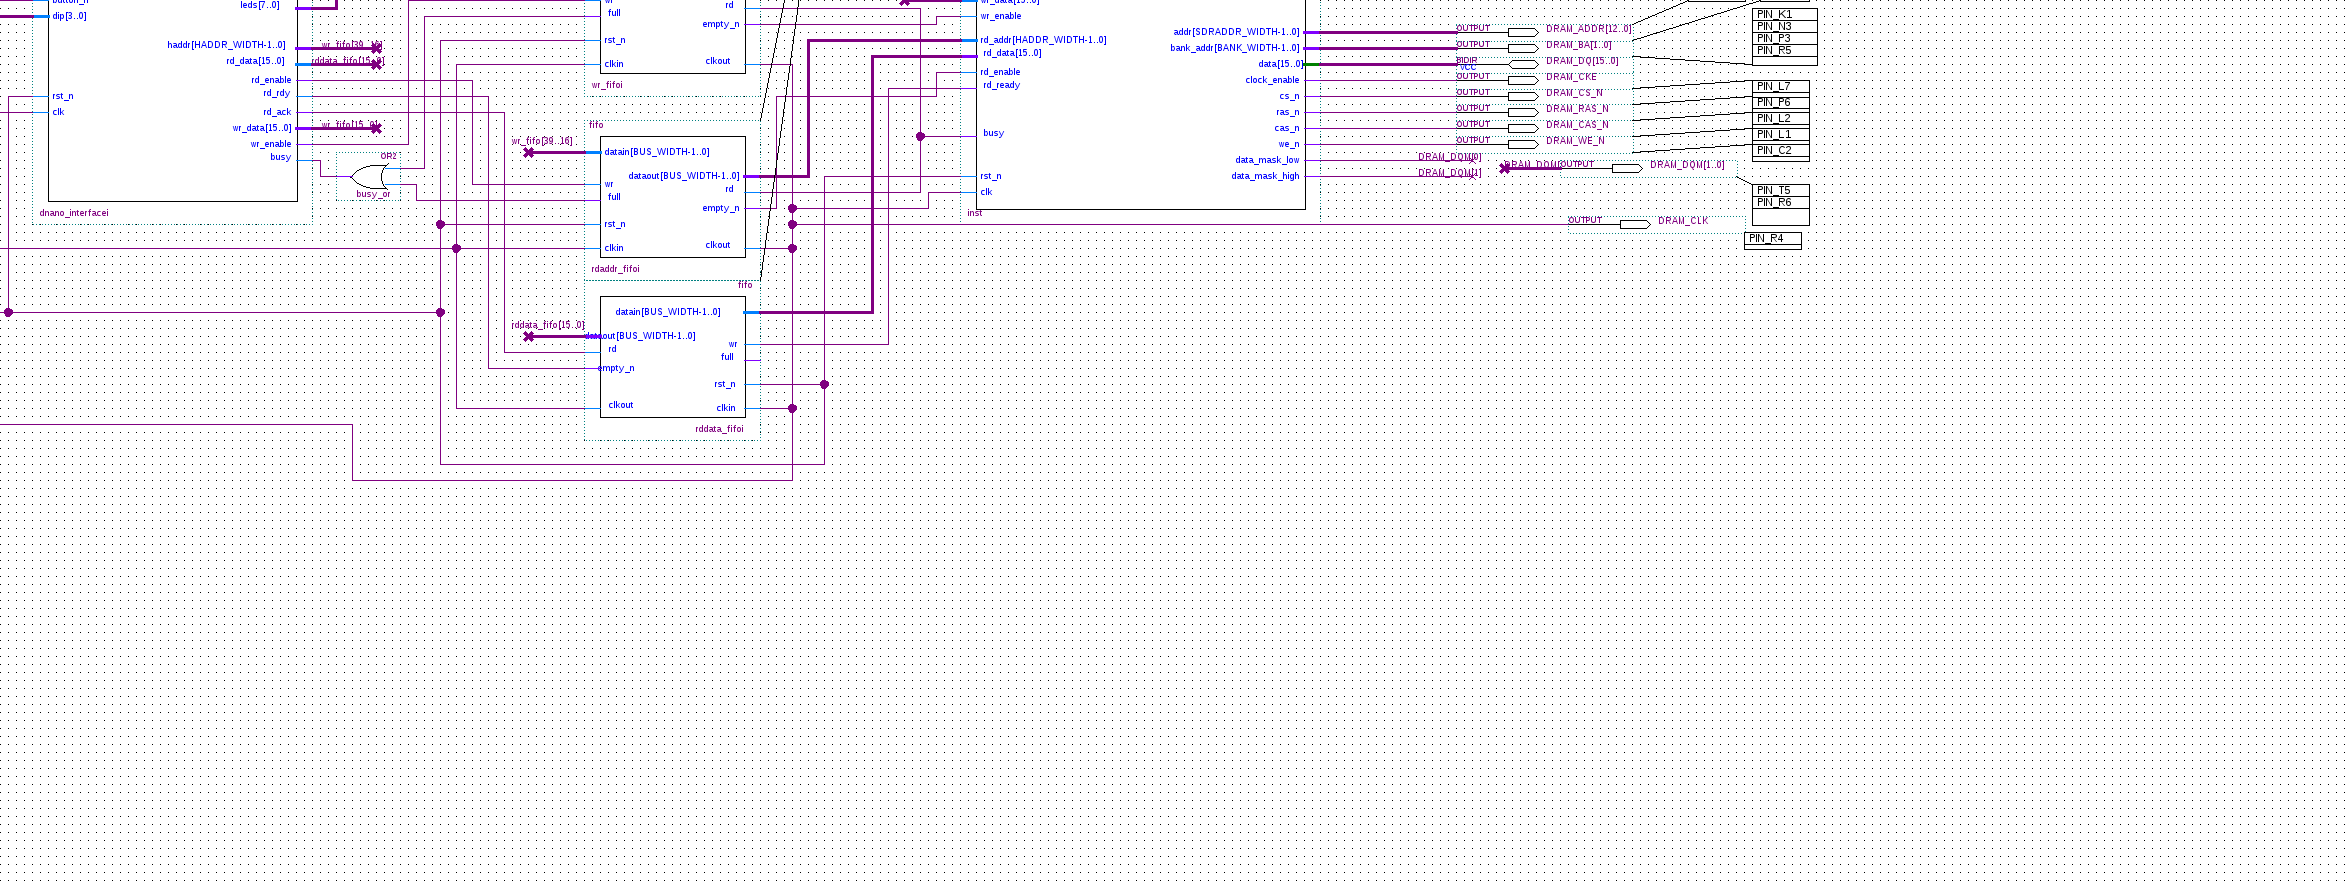 button_n
leds[7..0]
dip[3..0]
haddr[HADDR_WIDTH-1..0]
wr_fifo[39..16]
rd_data[15..0]
rddata_fifo[15..0]
rd_enable
rd_rdy
rst_n
rd_ack
clk
wr_data[15..0]
wr_fifo[15..0]
wr_enable
busy
OR2
busy_or
dnano_interfacei
wr
rd
full
empty_n
rst_n
clkin
clkout
wr_fifoi
fifo
wr_fifo[39..16]
datain[BUS_WIDTH-1..0]
dataout[BUS_WIDTH-1..0]
wr
rd
full
empty_n
rst_n
clkin
clkout
rdaddr_fifoi
fifo
datain[BUS_WIDTH-1..0]
rddata_fifo[15..0]
dataout[BUS_WIDTH-1..0]
rd
wr
full
empty_n
rst_n
clkout
clkin
rddata_fifoi
wr_data[15..0]
wr_enable
rd_addr[HADDR_WIDTH-1..0]
rd_data[15..0]
rd_enable
rd_ready
busy
rst_n
clk
inst
addr[SDRADDR_WIDTH-1..0]
bank_addr[BANK_WIDTH-1..0]
data[15..0]
clock_enable
cs_n
ras_n
cas_n
we_n
data_mask_low
data_mask_high
OUTPUT
DRAM_ADDR[12..0]
OUTPUT
DRAM_BA[1..0]
BIDIR
VCC
DRAM_DQ[15..0]
OUTPUT
DRAM_CKE
OUTPUT
DRAM_CS_N
OUTPUT
DRAM_RAS_N
OUTPUT
DRAM_CAS_N
OUTPUT
DRAM_WE_N
DRAM_DQM[0]
DRAM_DQM[1]
OUTPUT
DRAM_DQM[1..0]
OUTPUT
DRAM_CLK
PIN_K1
PIN_N3
PIN_P3
PIN_R5
PIN_L7
PIN_P6
PIN_L2
PIN_L1
PIN_C2
PIN_T5
PIN_R6
PIN_R4